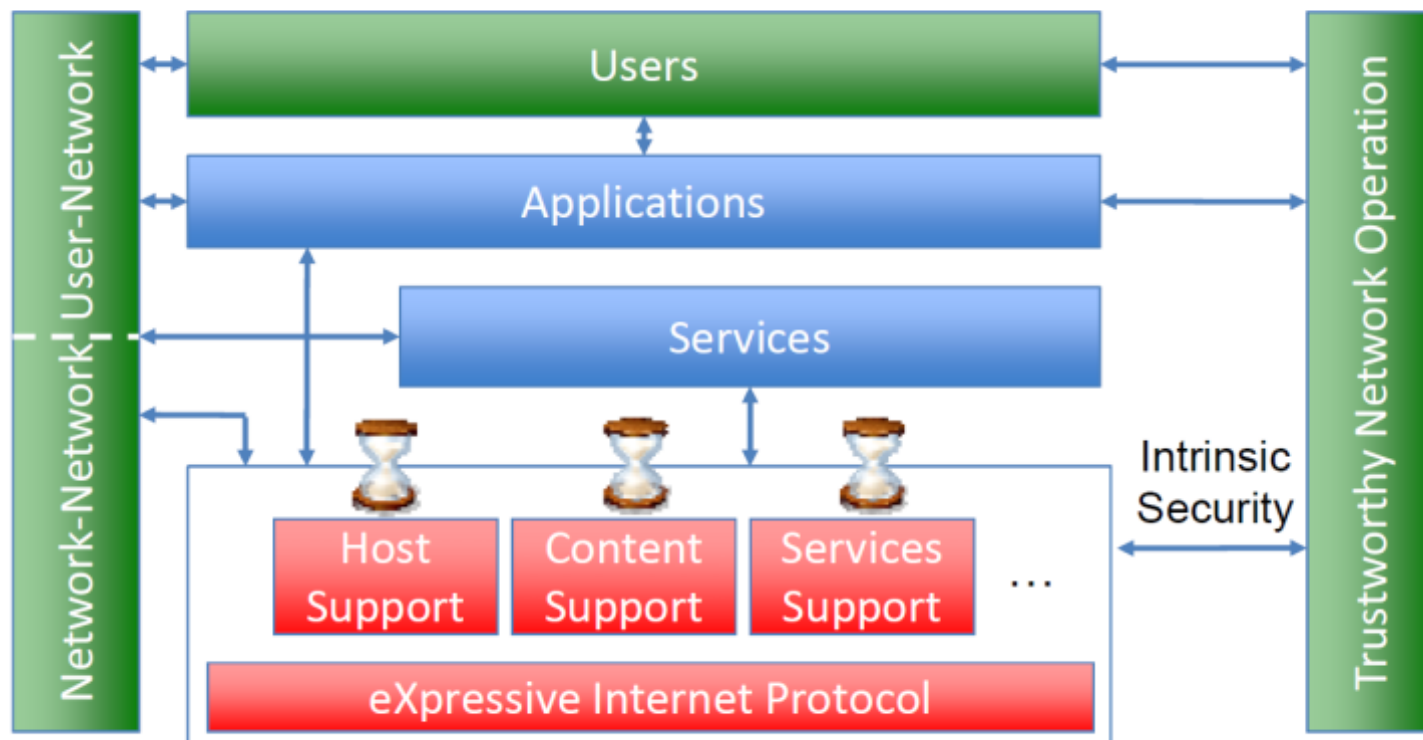 Users
Applications
Services
User-Network
Network-Network
Trustworthy Network Operation
Intrinsic
Security
Host
Support
Content
Support
Services
Support
...
eXpressive Internet Protocol